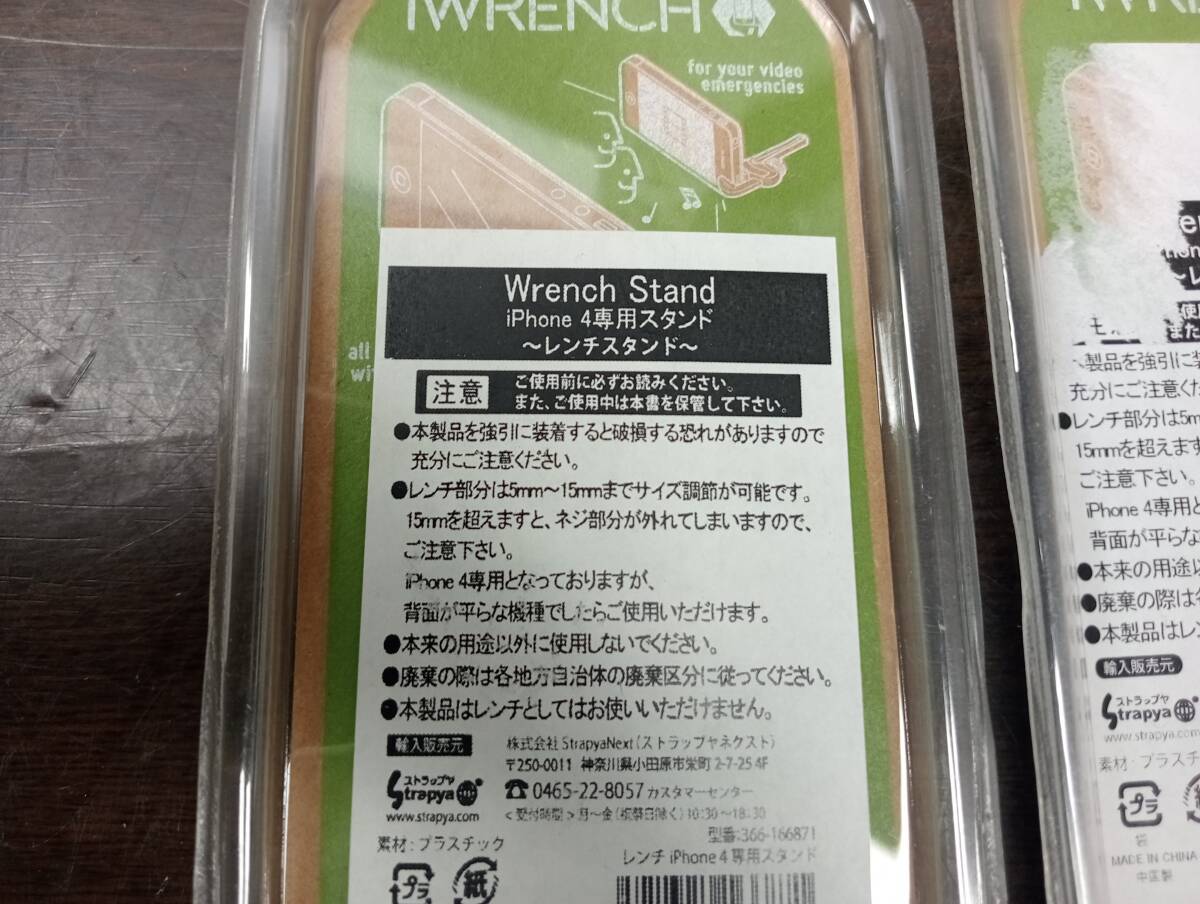 IWRENCH
for your video
emergencies
all
wi
Wrench Stand
iPhone 4専用スタンド
～レンチスタンド～
注意
ご使用前に必ずお読みください。
また、ご使用中は本書を保管して下さい。
●本製品を強引に装着すると破損する恐れがありますので
充分にご注意ください。
●レンチ部分は5mm～15mmまでサイズ調節が可能です。
15mmを超えますと、ネジ部分が外れてしまいますので、
ご注意下さい。
iPhone 4専用となっておりますが、
背面が平らな機種でしたらご使用いただけます。
●本来の用途以外に使用しないでください。
●廃棄の際は各地方自治体の廃棄区分に従ってください。
●本製品はレンチとしてはお使いいただけません。
輸入販売元
株式会社 StrapyaNext（ストラップヤネクスト）
〒250-0011 神奈川県小田原市栄町 2-7-25 4F
ストラップヤ
Strapya
☎0465-22-8057 カスタマーセンター
www.strapya.com
＜受付時間＞月～金（祝祭日除く）10:30～18:30
型番:366-166871
素材：プラスチック
レンチ iPhone 4 専用スタンド
プラ
紙
製品を強引に装
充分にご注意くだ
●レンチ部分は5m
15mmを超えます
ご注意下さい。
iPhone 4専用と
背面が平らな
●本来の用途以
●廃棄の際は各
●本製品はレン
輸入販売元
ストラップヤ
Strapya
www.strapya.com
素材：プラスチ
プラ
袋
MADE IN CHINA
中国製